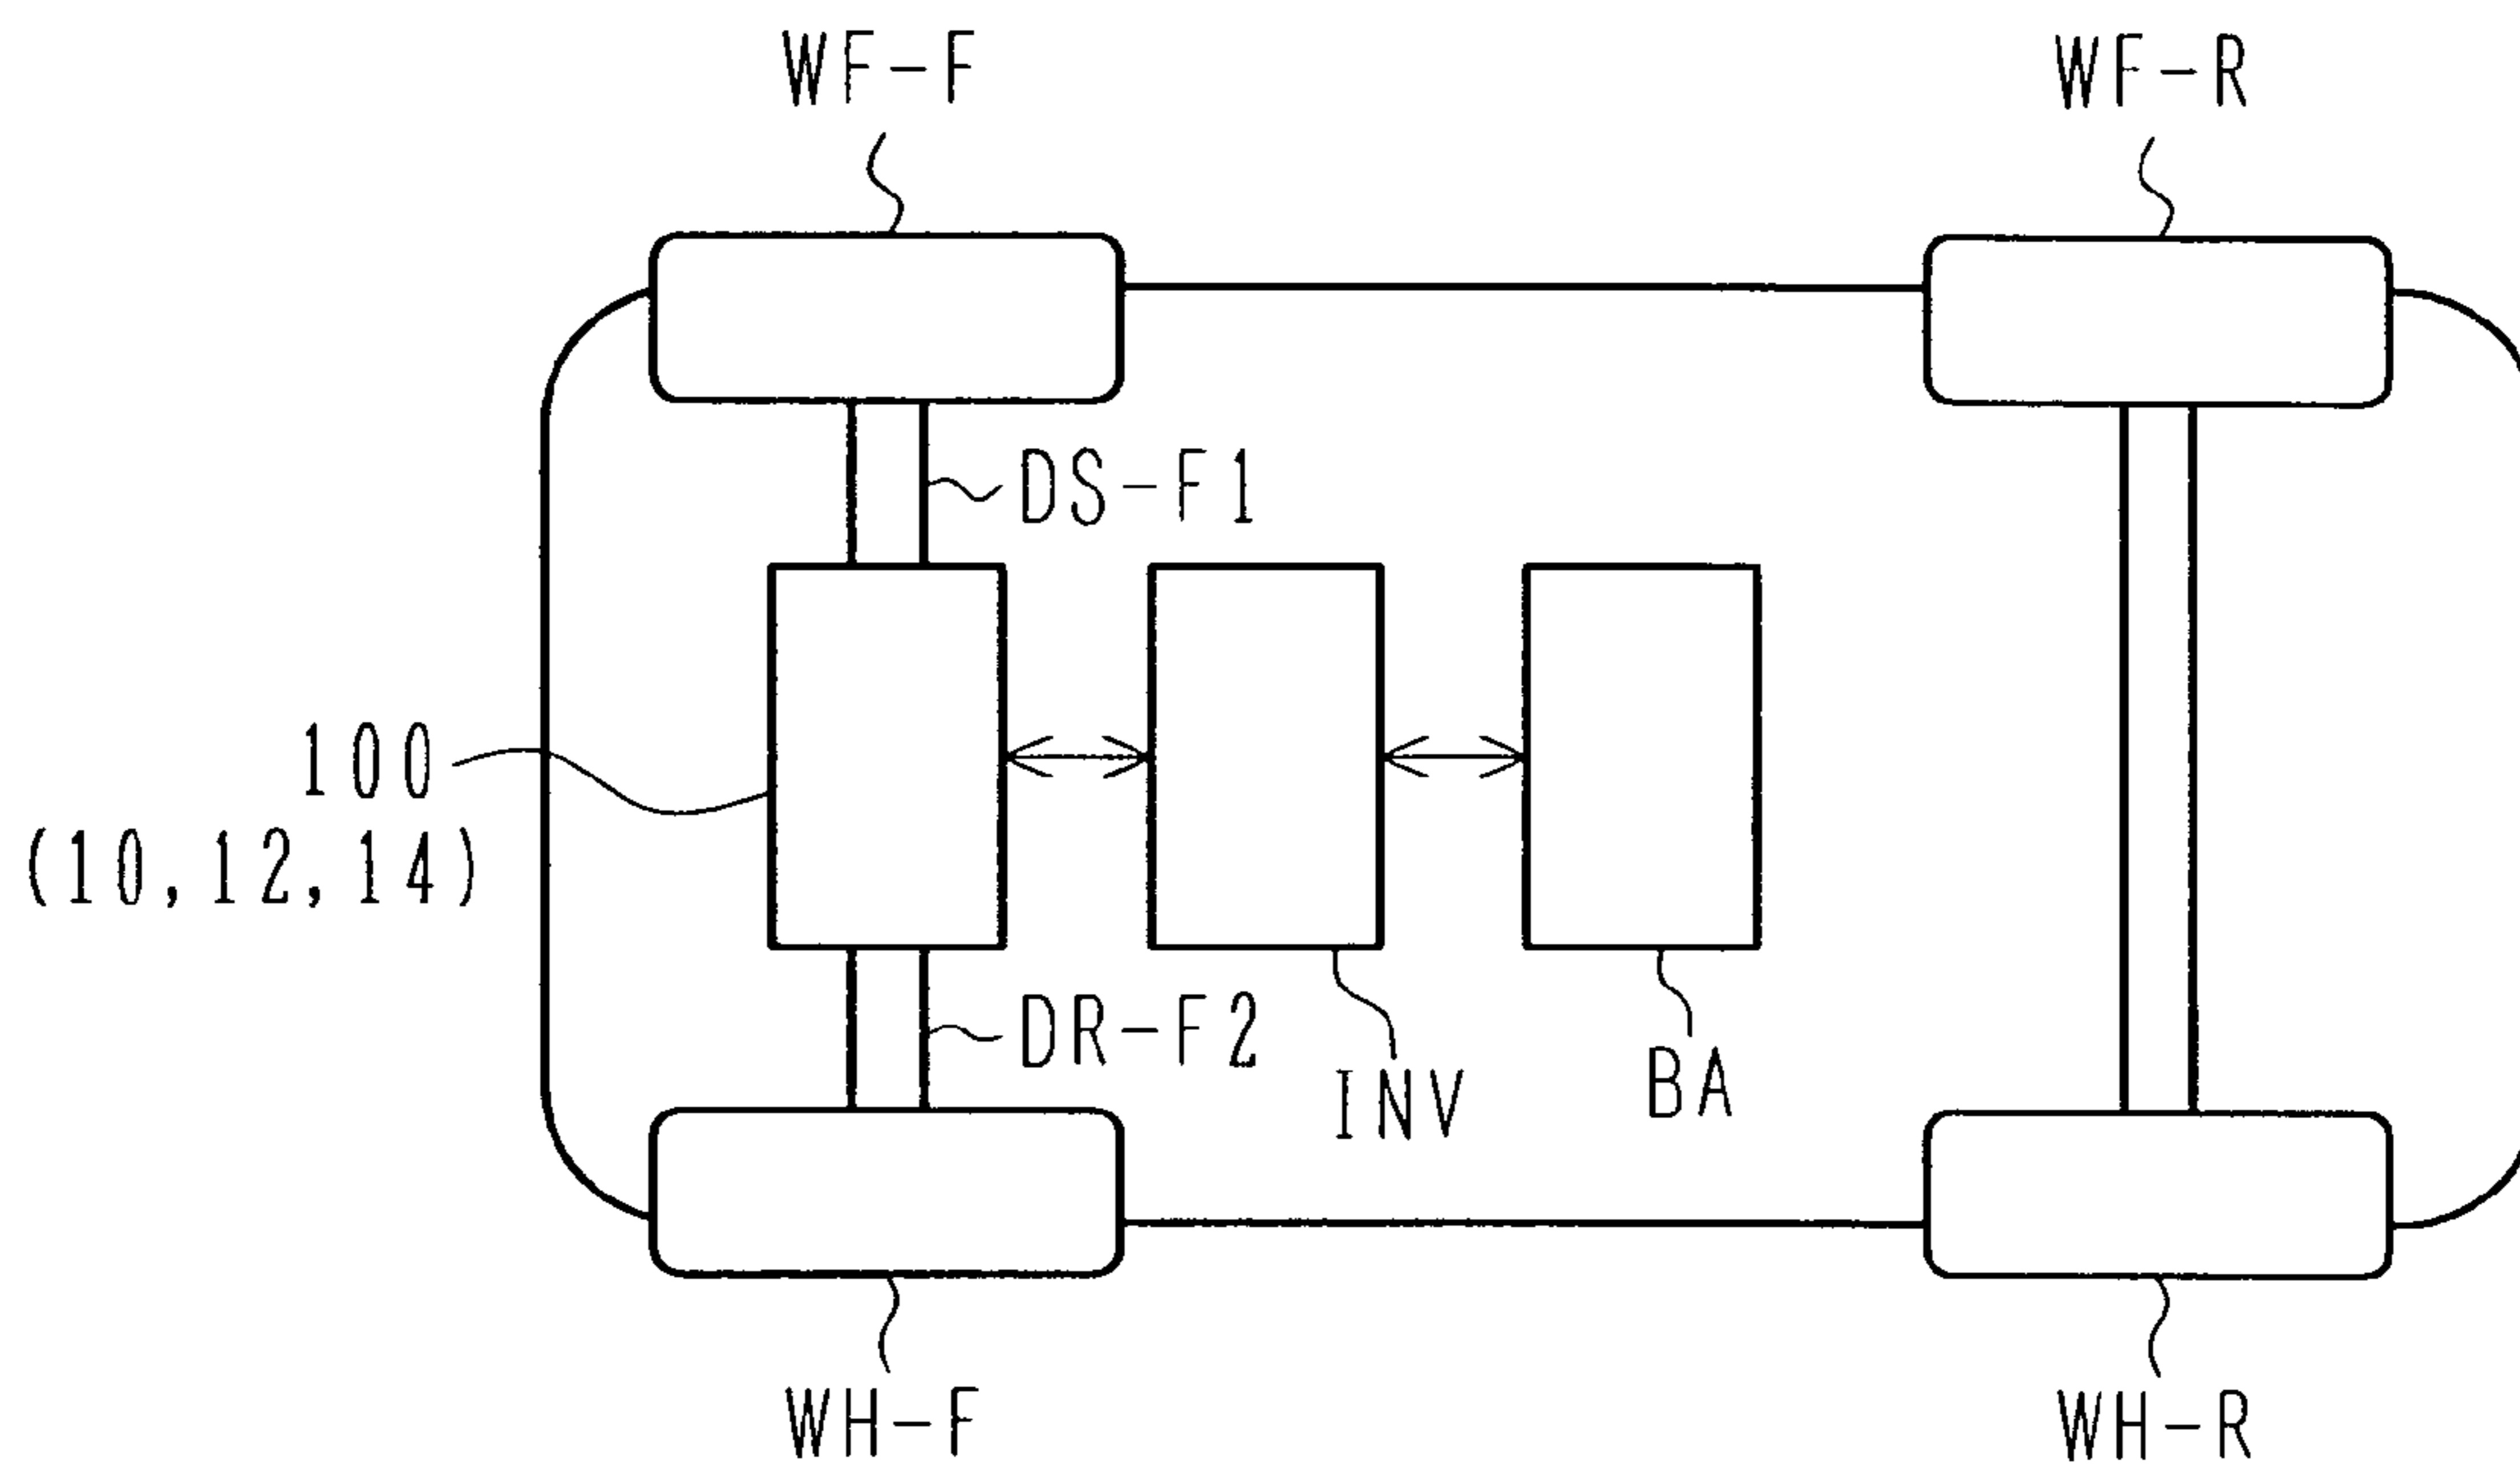 WF-F
WF-R
DS-F1
100
(10,12,14)
DR-F2
INV
BA
WH-F
WH-R